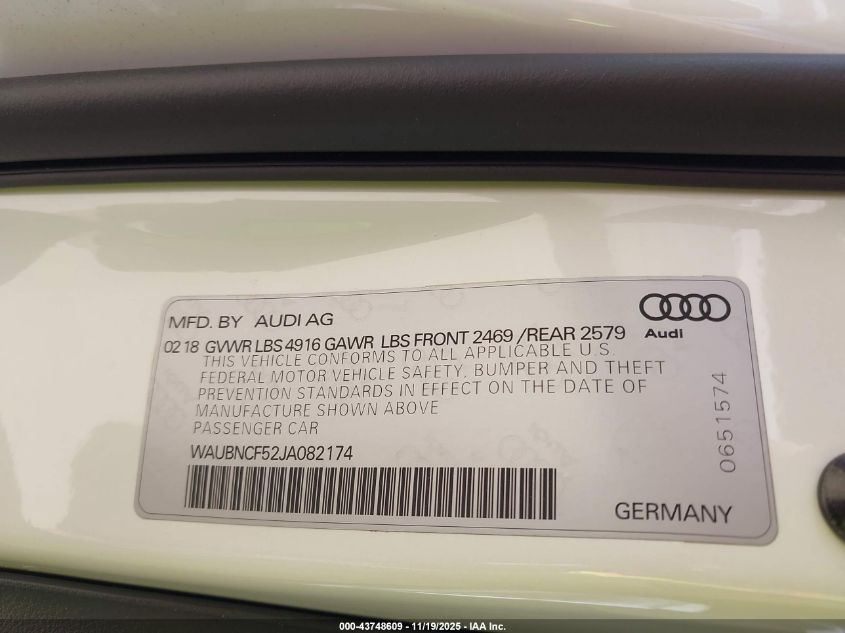 MFD. BY AUDI AG
Audi
02 18 GVWR LBS 4916 GAWR LBS FRONT 2469 /REAR 2579
THIS VEHICLE CONFORMS TO ALL APPLICABLE U.S.
FEDERAL MOTOR VEHICLE SAFETY, BUMPER AND THEFT
PREVENTION STANDARDS IN EFFECT ON THE DATE OF
MANUFACTURE SHOWN ABOVE
PASSENGER CAR
WAUBNCF52JA082174
0651574
GERMANY
000-43748609 - 11/19/2025 - IAA Inc.